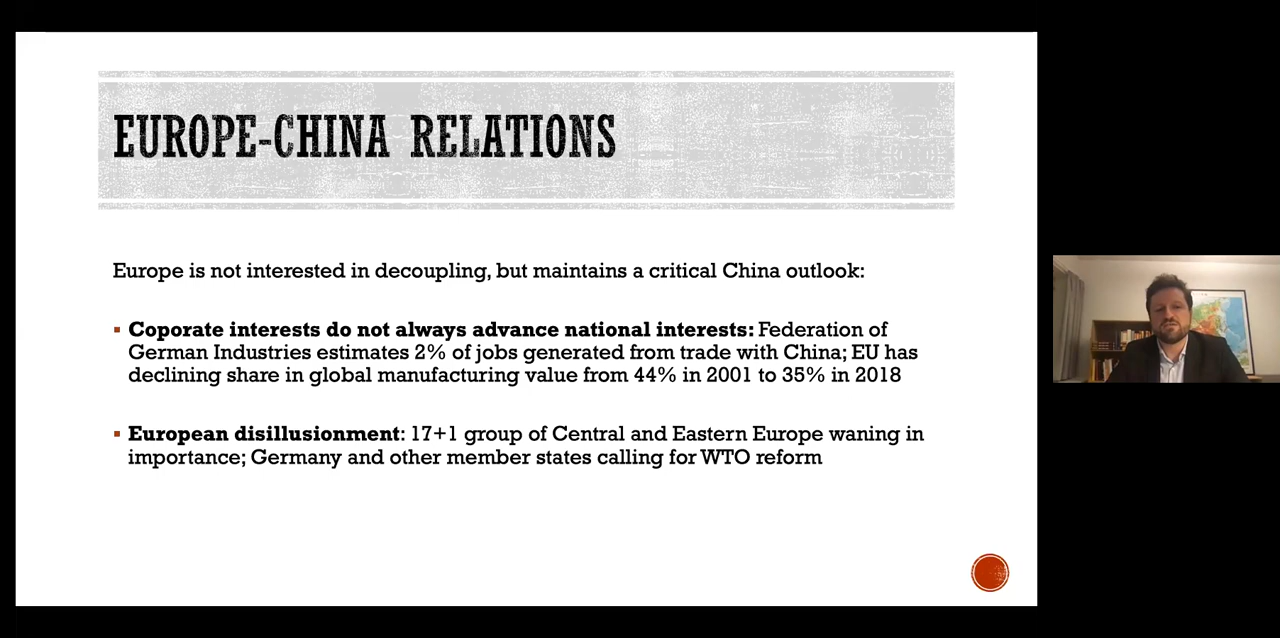 EUROPE-CHINA RELATIONS
Europe is not interested in decoupling, but maintains a critical China outlook:
▪ Coporate interests do not always advance national interests: Federation of
German Industries estimates 2% of jobs generated from trade with China; EU has
declining share in global manufacturing value from 44% in 2001 to 35% in 2018
▪ European disillusionment: 17+1 group of Central and Eastern Europe waning in
importance; Germany and other member states calling for WTO reform